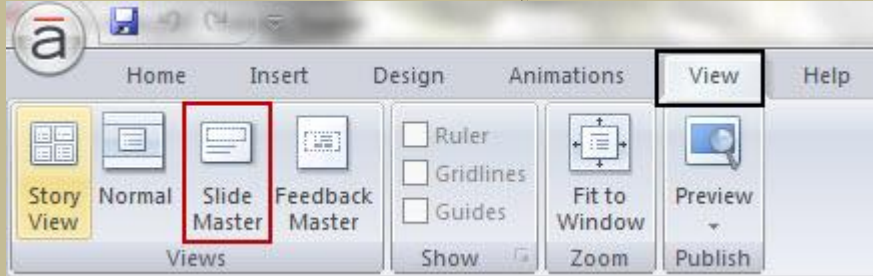 ā
Home Insert Design Animations View Help
Story View
Normal
Slide Master
Feedback Master
Views
Ruler
Gridlines
Guides
Show
Fit to Window
Zoom
Preview
Publish